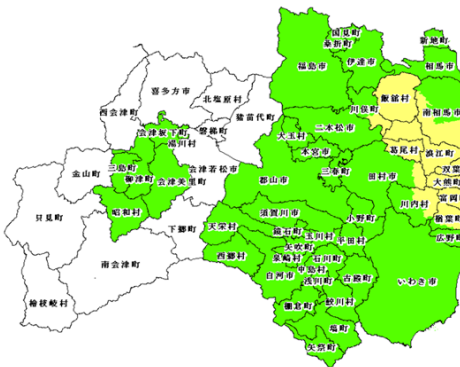 国見町
桑折町
新地町
福島市
伊達市
相馬市
喜多方市
北塩原村
飯舘村
西会津町
猪苗代町
川俣町
南相馬市
磐梯町
二本松市
会津坂下町
湯川村
大玉村
葛尾村
浪江町
本宮市
双葉
三島町
会津若松市
三春町
金山町
柳津町
会津美里町
郡山市
田村市
大熊町
富岡
川内村
昭和村
楢葉町
只見町
須賀川市
小野町
下郷町
天栄村
鏡石町
玉川村
平田村
広野町
矢吹町
西郷村
泉崎村
石川町
南会津町
中島村
白河市
浅川町
古殿町
いわき市
檜枝岐村
棚倉町
鮫川村
塙町
矢祭町